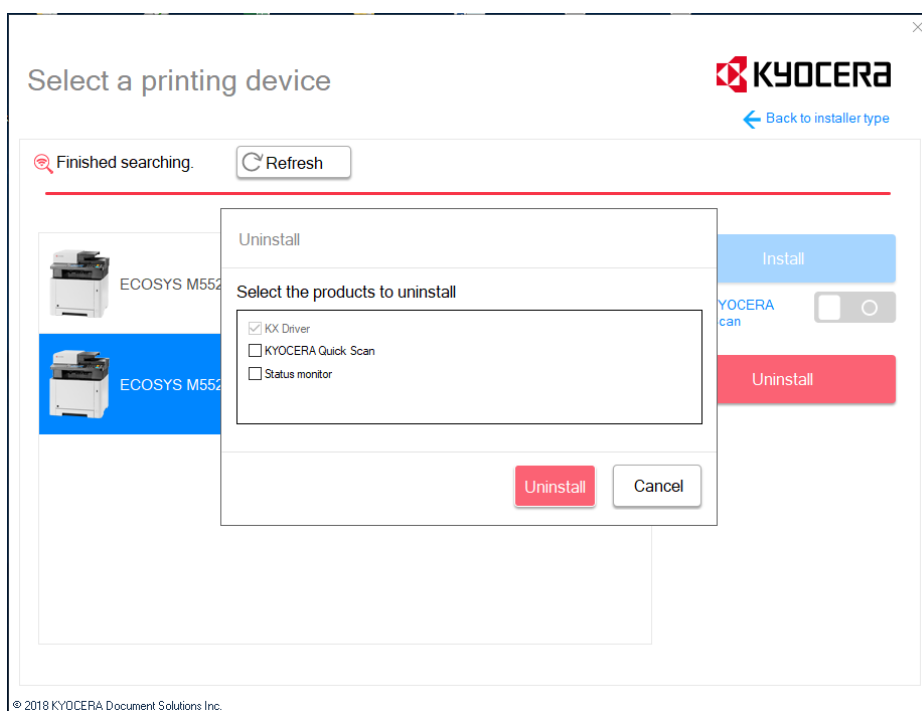 Select a printing device
KYOCERA
Back to installer type
Finished searching.
Refresh
Uninstall
Select the products to uninstall
KX Driver
KYOCERA Quick Scan
Status monitor
Uninstall
Cancel
ECOSYS M552
ECOSYS M552
Install
YOCERA
can
Uninstall
© 2018 KYOCERA Document Solutions Inc.